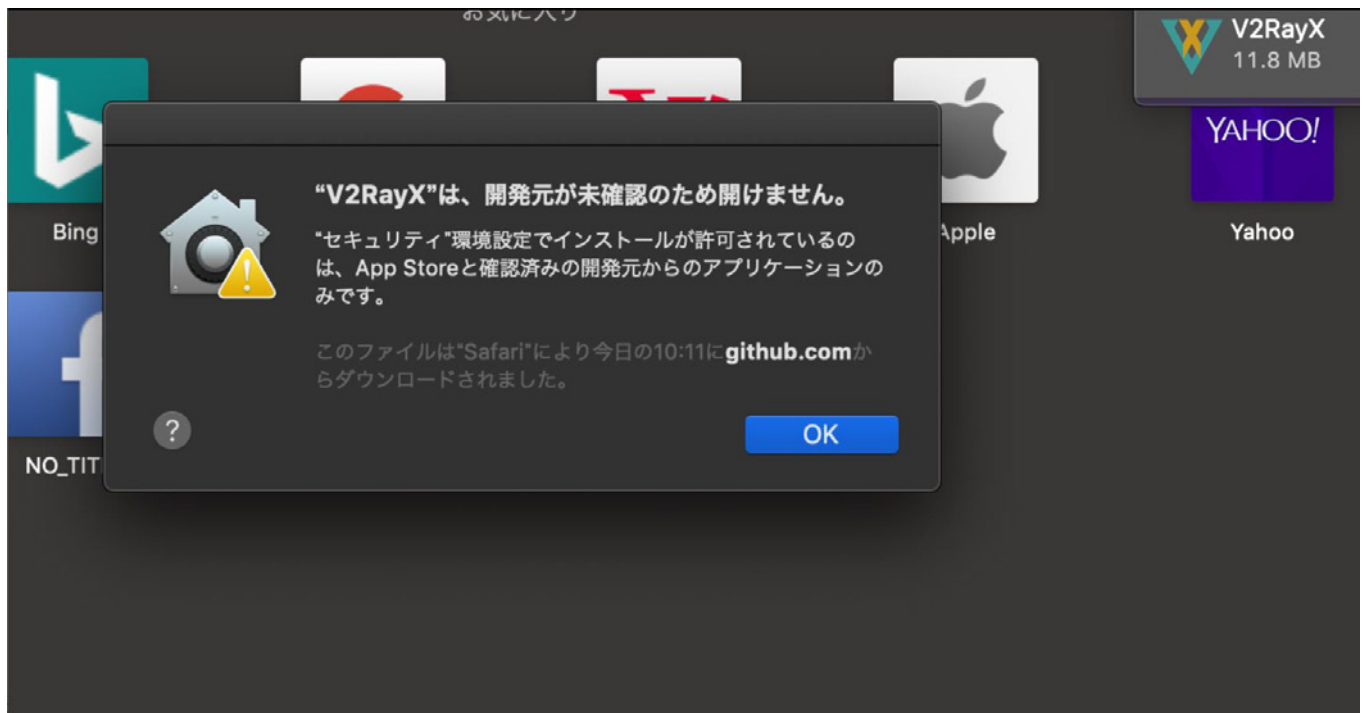 お気に入り
V2RayX
11.8 MB
YAHOO!
“V2RayX”は、開発元が未確認のため開けません。
“セキュリティ”環境設定でインストールが許可されているの
は、App Storeと確認済みの開発元からのアプリケーションの
みです。
このファイルは“Safari”により今日の10:11にgithub.comか
らダウンロードされました。
?
OK
Bing
Apple
Yahoo
NO_TIT